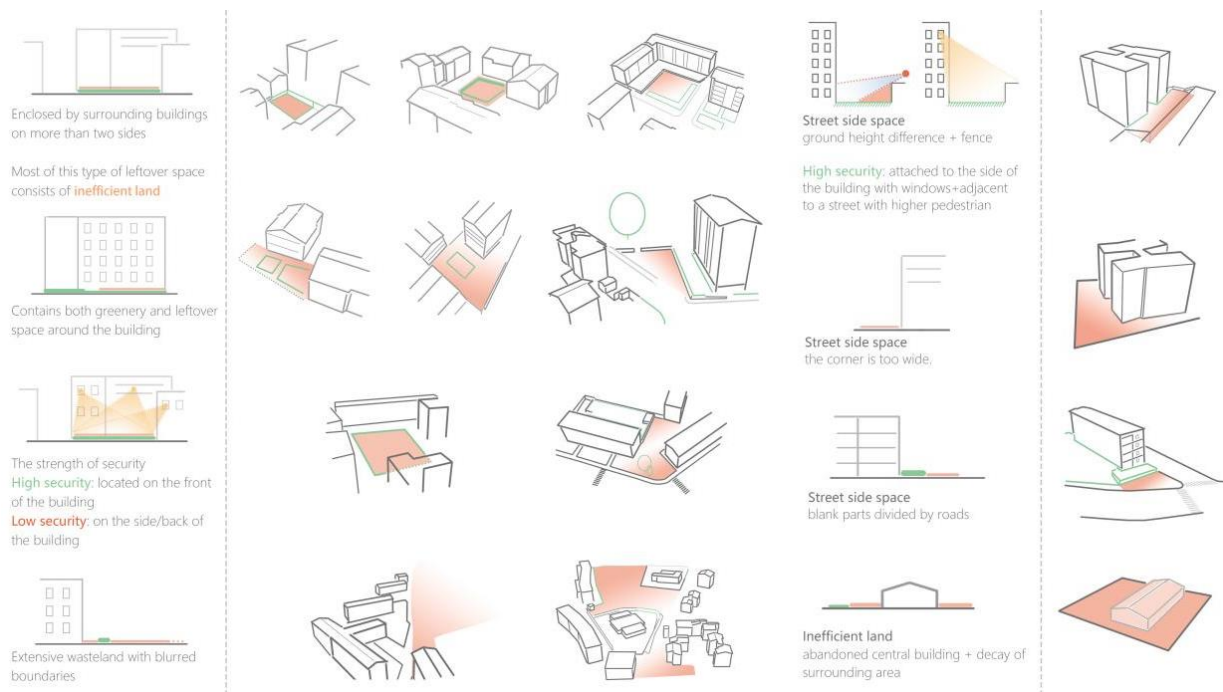 Enclosed by surrounding buildings
on more than two sides
Most of this type of leftover space
consists of inefficient land
Contains both greenery and leftover
space around the building
The strength of security
High security: located on the front
of the building
Low security: on the side/back of
the building
Extensive wasteland with blurred
boundaries
Street side space
ground height difference + fence
High security: attached to the side of
the building with windows+adjacent
to a street with higher pedestrian
Street side space
the corner is too wide.
Street side space
blank parts divided by roads
Inefficient land
abandoned central building + decay of
surrounding area